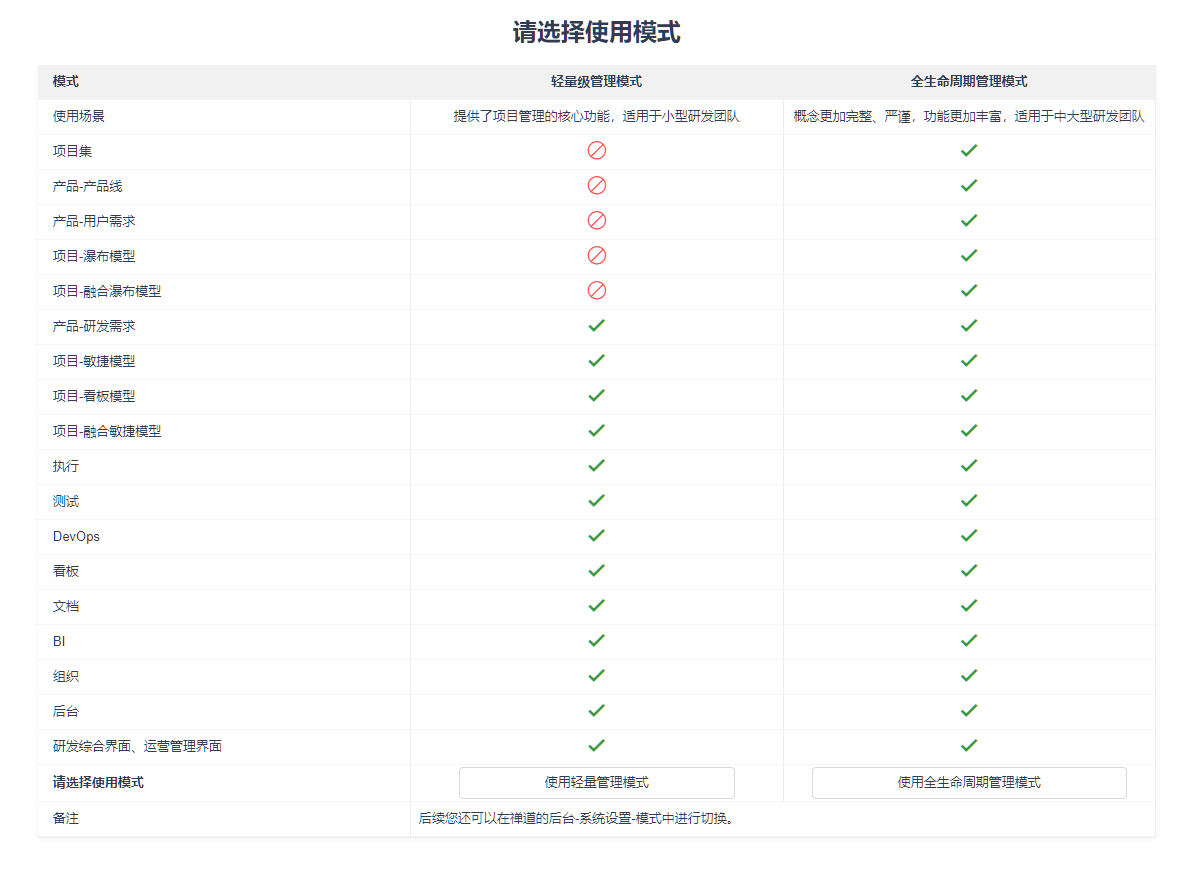 请选择使用模式
模式 轻量级管理模式 全生命周期管理模式
使用场景 提供了项目管理的核心功能，适用于小型研发团队 概念更加完整、严谨，功能更加丰富，适用于中大型研发团队
项目集
产品-产品线
产品-用户需求
项目-瀑布模型
项目-融合瀑布模型
产品-研发需求
项目-敏捷模型
项目-看板模型
项目-融合敏捷模型
执行
测试
DevOps
看板
文档
BI
组织
后台
研发综合界面、运营管理界面
请选择使用模式 使用轻量管理模式 使用全生命周期管理模式
备注 后续您还可以在禅道的后台-系统设置-模式中进行切换。